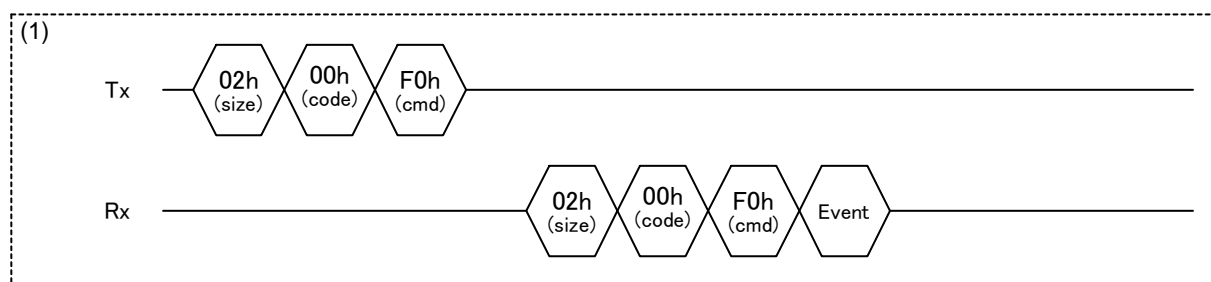 (1)
Tx
02h
(size)
00h
(code)
F0h
(cmd)
Rx
02h
(size)
00h
(code)
F0h
(cmd)
Event